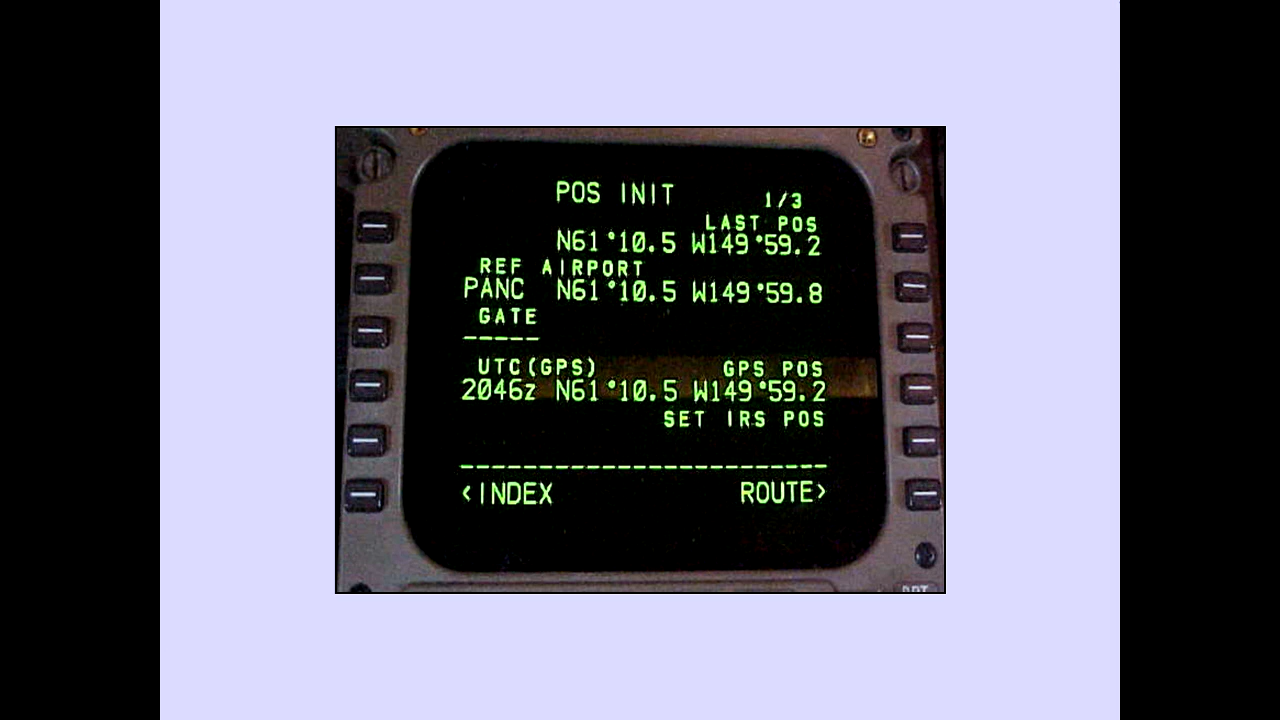 POS INIT 1/3
LAST POS
N61°10.5 W149°59.2
REF AIRPORT
PANC N61°10.5 W149°59.8
GATE
-----
UTC(GPS) GPS POS
2046z N61°10.5 W149°59.2
SET IRS POS
------------------------
<INDEX ROUTE>